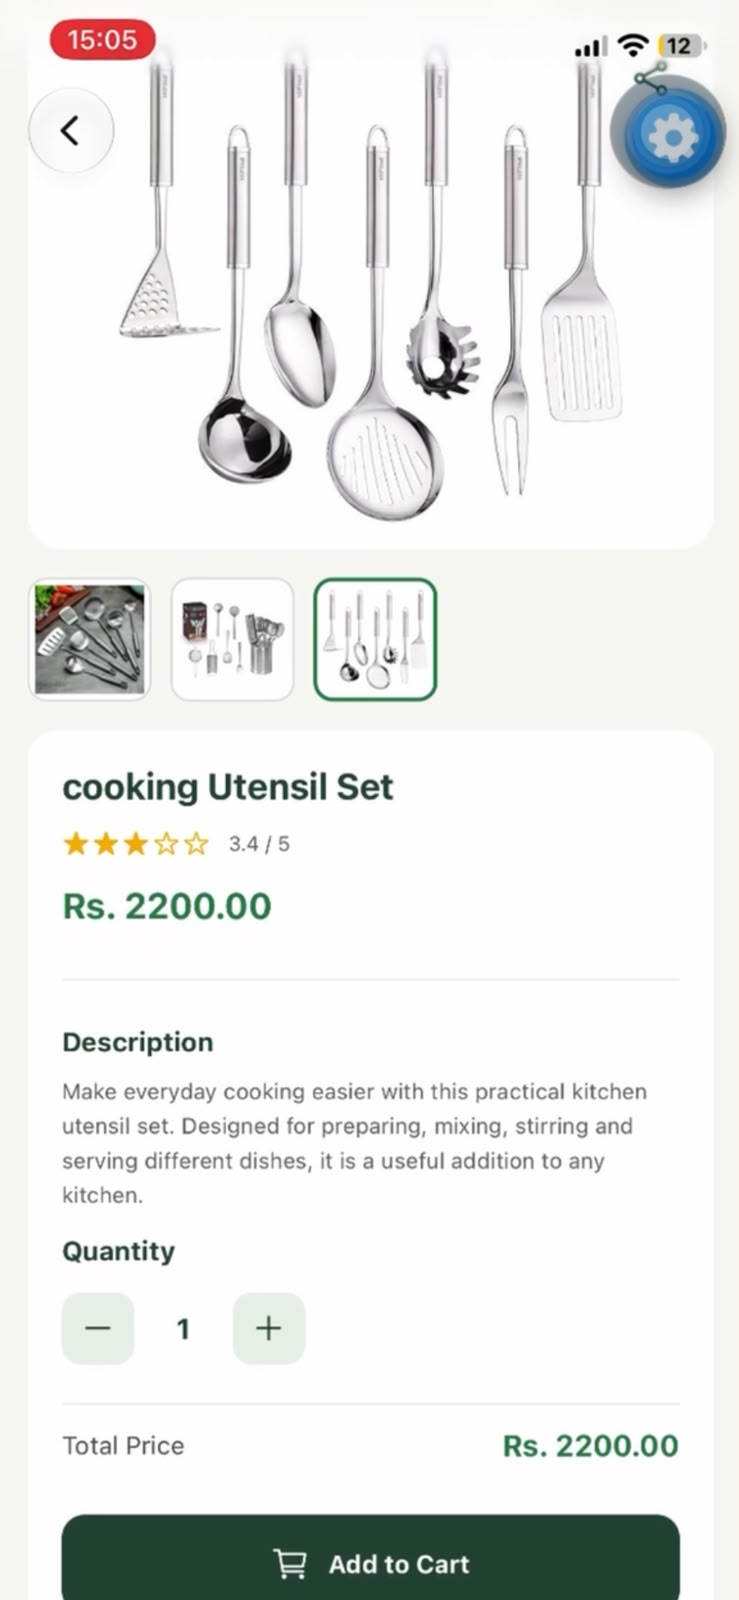 15:05
12
cooking Utensil Set
3.4 / 5
Rs. 2200.00
Description
Make everyday cooking easier with this practical kitchen
utensil set. Designed for preparing, mixing, stirring and
serving different dishes, it is a useful addition to any
kitchen.
Quantity
1
Total Price
Rs. 2200.00
Add to Cart